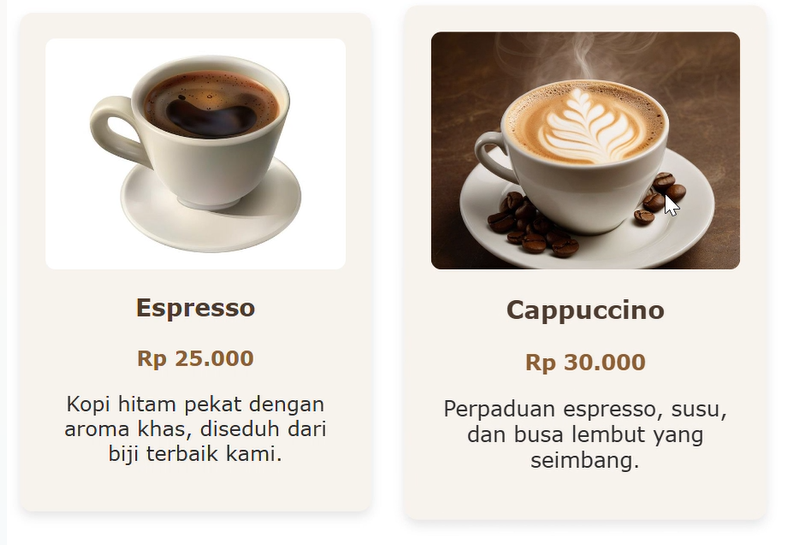 Espresso
Rp 25.000
Kopi hitam pekat dengan
aroma khas, diseduh dari
biji terbaik kami.
Cappuccino
Rp 30.000
Perpaduan espresso, susu,
dan busa lembut yang
seimbang.